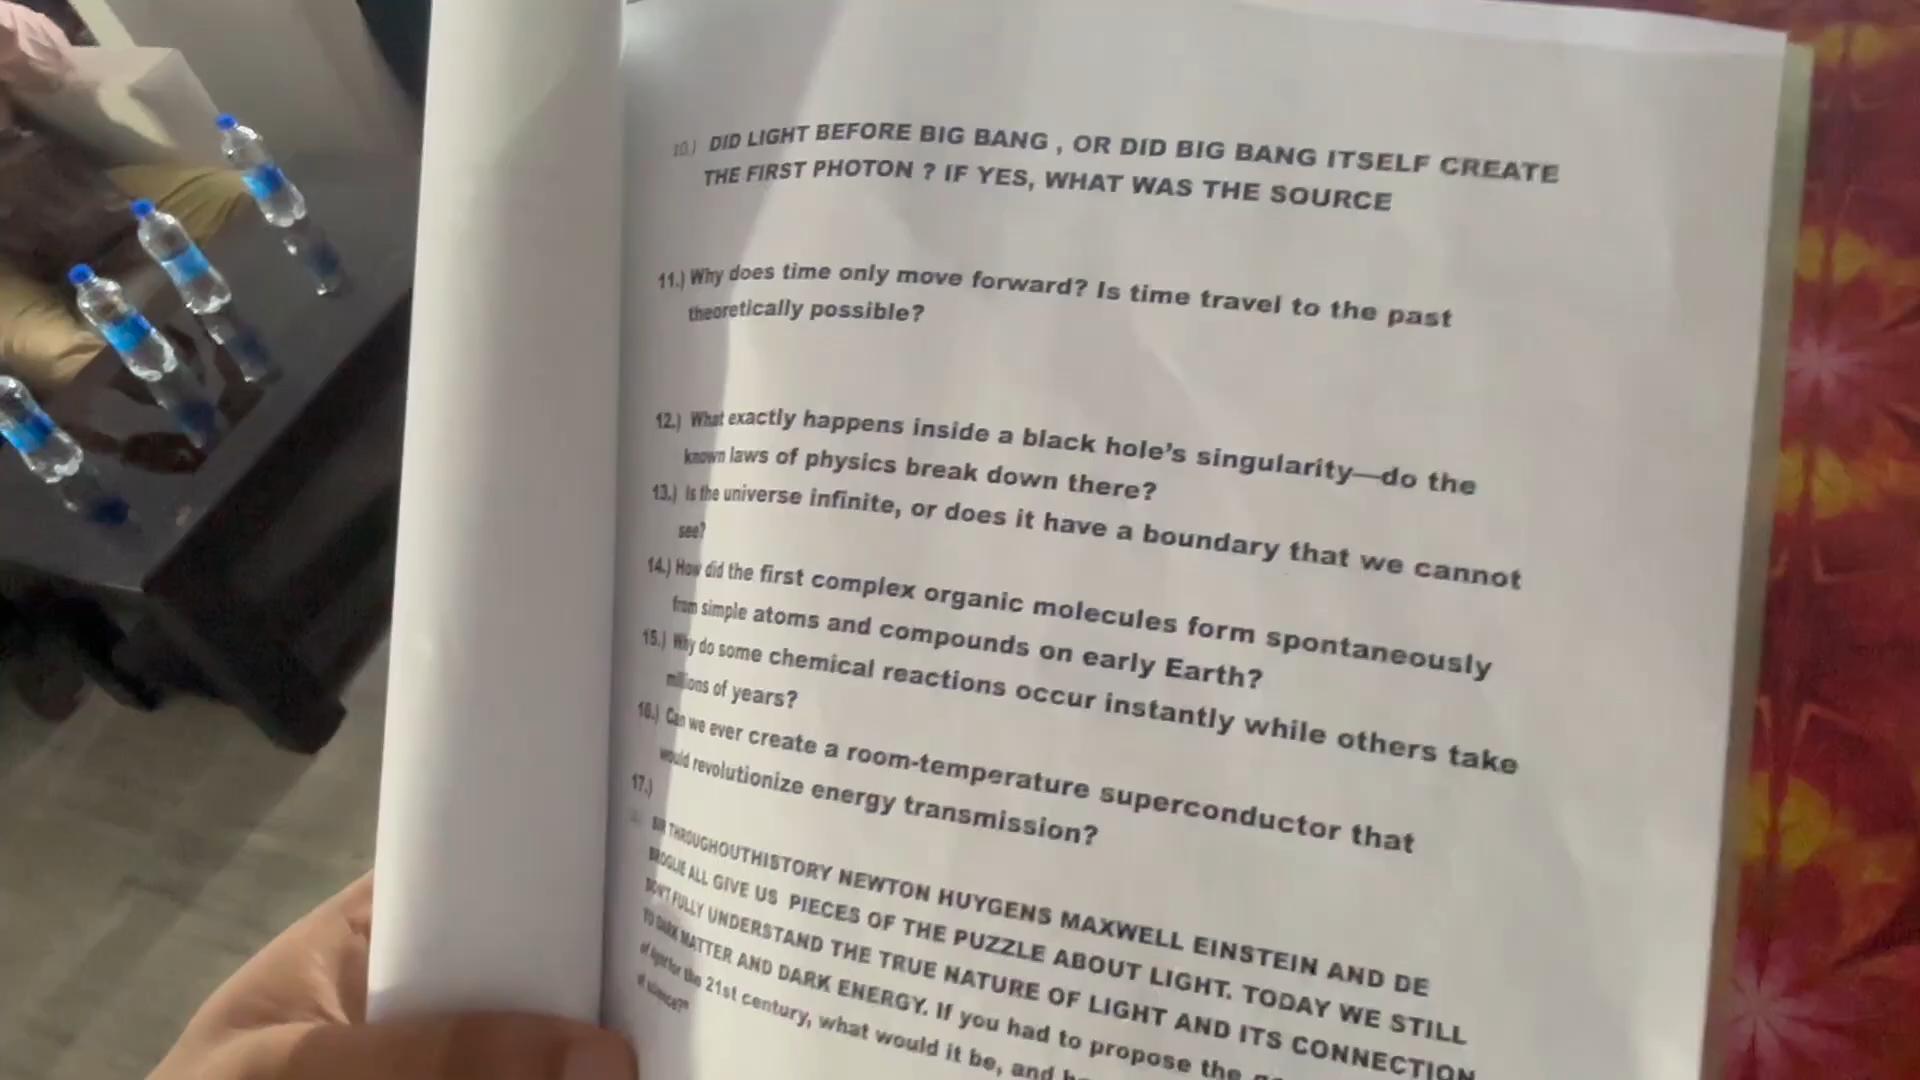 10.) DID LIGHT BEFORE BIG BANG , OR DID BIG BANG ITSELF CREATE
THE FIRST PHOTON ? IF YES, WHAT WAS THE SOURCE
11.) Why does time only move forward? Is time travel to the past
theoretically possible?
12.) What exactly happens inside a black hole’s singularity—do the
known laws of physics break down there?
13.) Is the universe infinite, or does it have a boundary that we cannot
see?
14.) How did the first complex organic molecules form spontaneously
from simple atoms and compounds on early Earth?
15.) Why do some chemical reactions occur instantly while others take
millions of years?
16.) Can we ever create a room-temperature superconductor that
would revolutionize energy transmission?
17.)
SIR THROUGHOUTHISTORY NEWTON HUYGENS MAXWELL EINSTEIN AND DE
BROGLIE ALL GIVE US PIECES OF THE PUZZLE ABOUT LIGHT. TODAY WE STILL
DON'T FULLY UNDERSTAND THE TRUE NATURE OF LIGHT AND ITS CONNECTION
TO DARK MATTER AND DARK ENERGY. If you had to propose the
for the 21st century, what would it be, and
of science?"